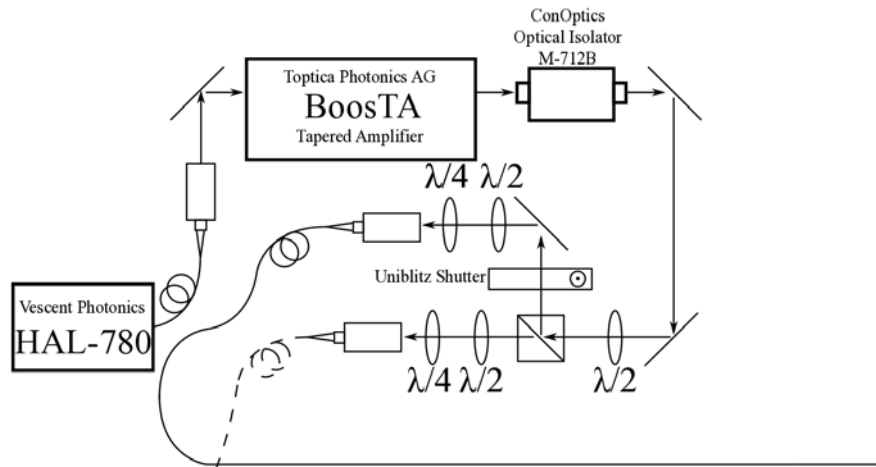 ConOptics
Optical Isolator
M-712B
Toptica Photonics AG
BoosTA
Tapered Amplifier
λ/4 λ/2
Uniblitz Shutter
Vescent Photonics
HAL-780
λ/4 λ/2 λ/2